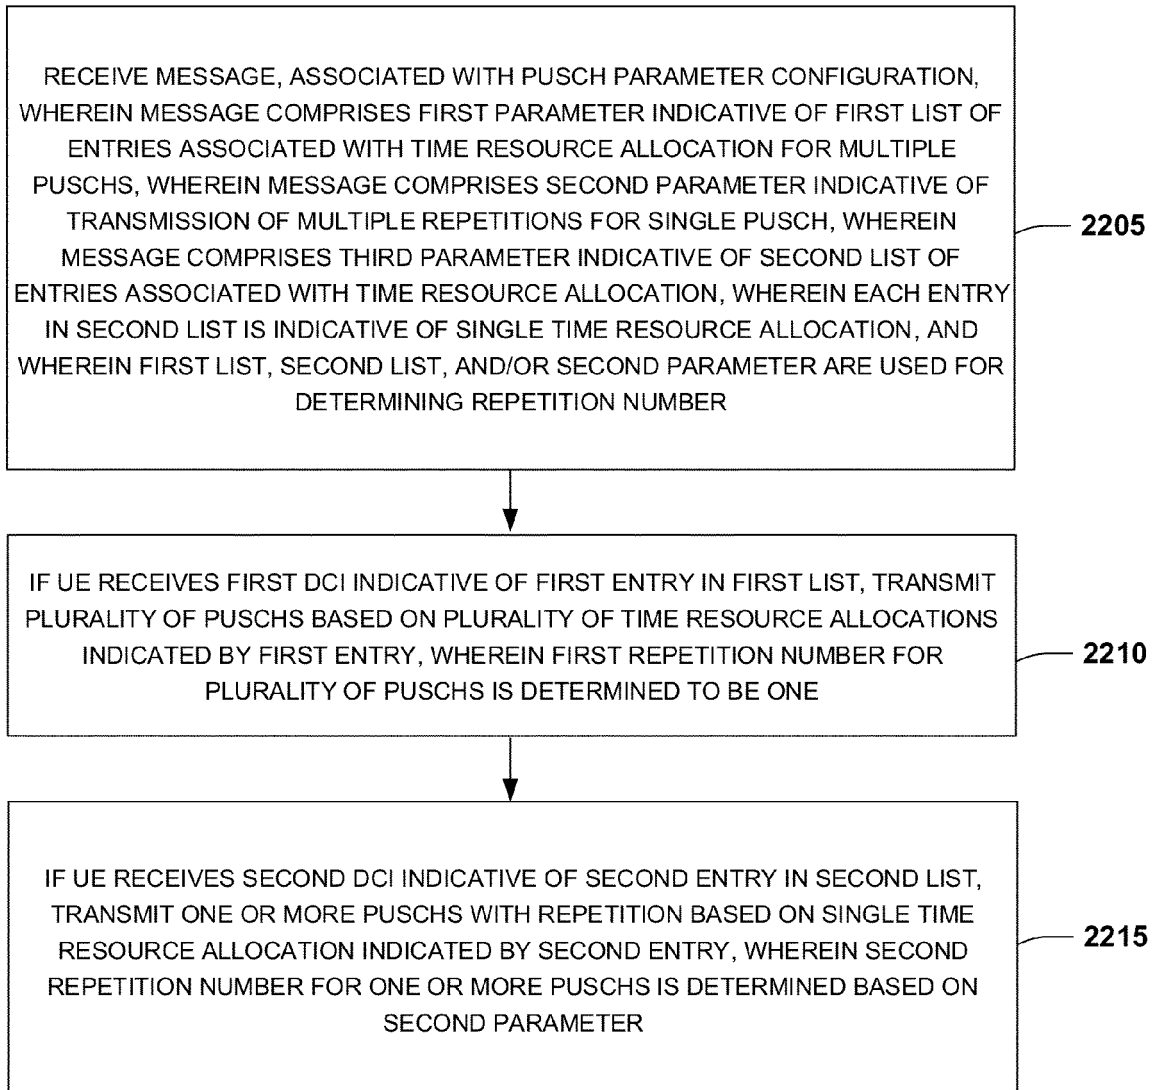 RECEIVE MESSAGE, ASSOCIATED WITH PUSCH PARAMETER CONFIGURATION,
WHEREIN MESSAGE COMPRISES FIRST PARAMETER INDICATIVE OF FIRST LIST OF
ENTRIES ASSOCIATED WITH TIME RESOURCE ALLOCATION FOR MULTIPLE
PUSCHS, WHEREIN MESSAGE COMPRISES SECOND PARAMETER INDICATIVE OF
TRANSMISSION OF MULTIPLE REPETITIONS FOR SINGLE PUSCH, WHEREIN
MESSAGE COMPRISES THIRD PARAMETER INDICATIVE OF SECOND LIST OF
ENTRIES ASSOCIATED WITH TIME RESOURCE ALLOCATION, WHEREIN EACH ENTRY
IN SECOND LIST IS INDICATIVE OF SINGLE TIME RESOURCE ALLOCATION, AND
WHEREIN FIRST LIST, SECOND LIST, AND/OR SECOND PARAMETER ARE USED FOR
DETERMINING REPETITION NUMBER
2205
IF UE RECEIVES FIRST DCI INDICATIVE OF FIRST ENTRY IN FIRST LIST, TRANSMIT
PLURALITY OF PUSCHS BASED ON PLURALITY OF TIME RESOURCE ALLOCATIONS
INDICATED BY FIRST ENTRY, WHEREIN FIRST REPETITION NUMBER FOR
PLURALITY OF PUSCHS IS DETERMINED TO BE ONE
2210
IF UE RECEIVES SECOND DCI INDICATIVE OF SECOND ENTRY IN SECOND LIST,
TRANSMIT ONE OR MORE PUSCHS WITH REPETITION BASED ON SINGLE TIME
RESOURCE ALLOCATION INDICATED BY SECOND ENTRY, WHEREIN SECOND
REPETITION NUMBER FOR ONE OR MORE PUSCHS IS DETERMINED BASED ON
SECOND PARAMETER
2215